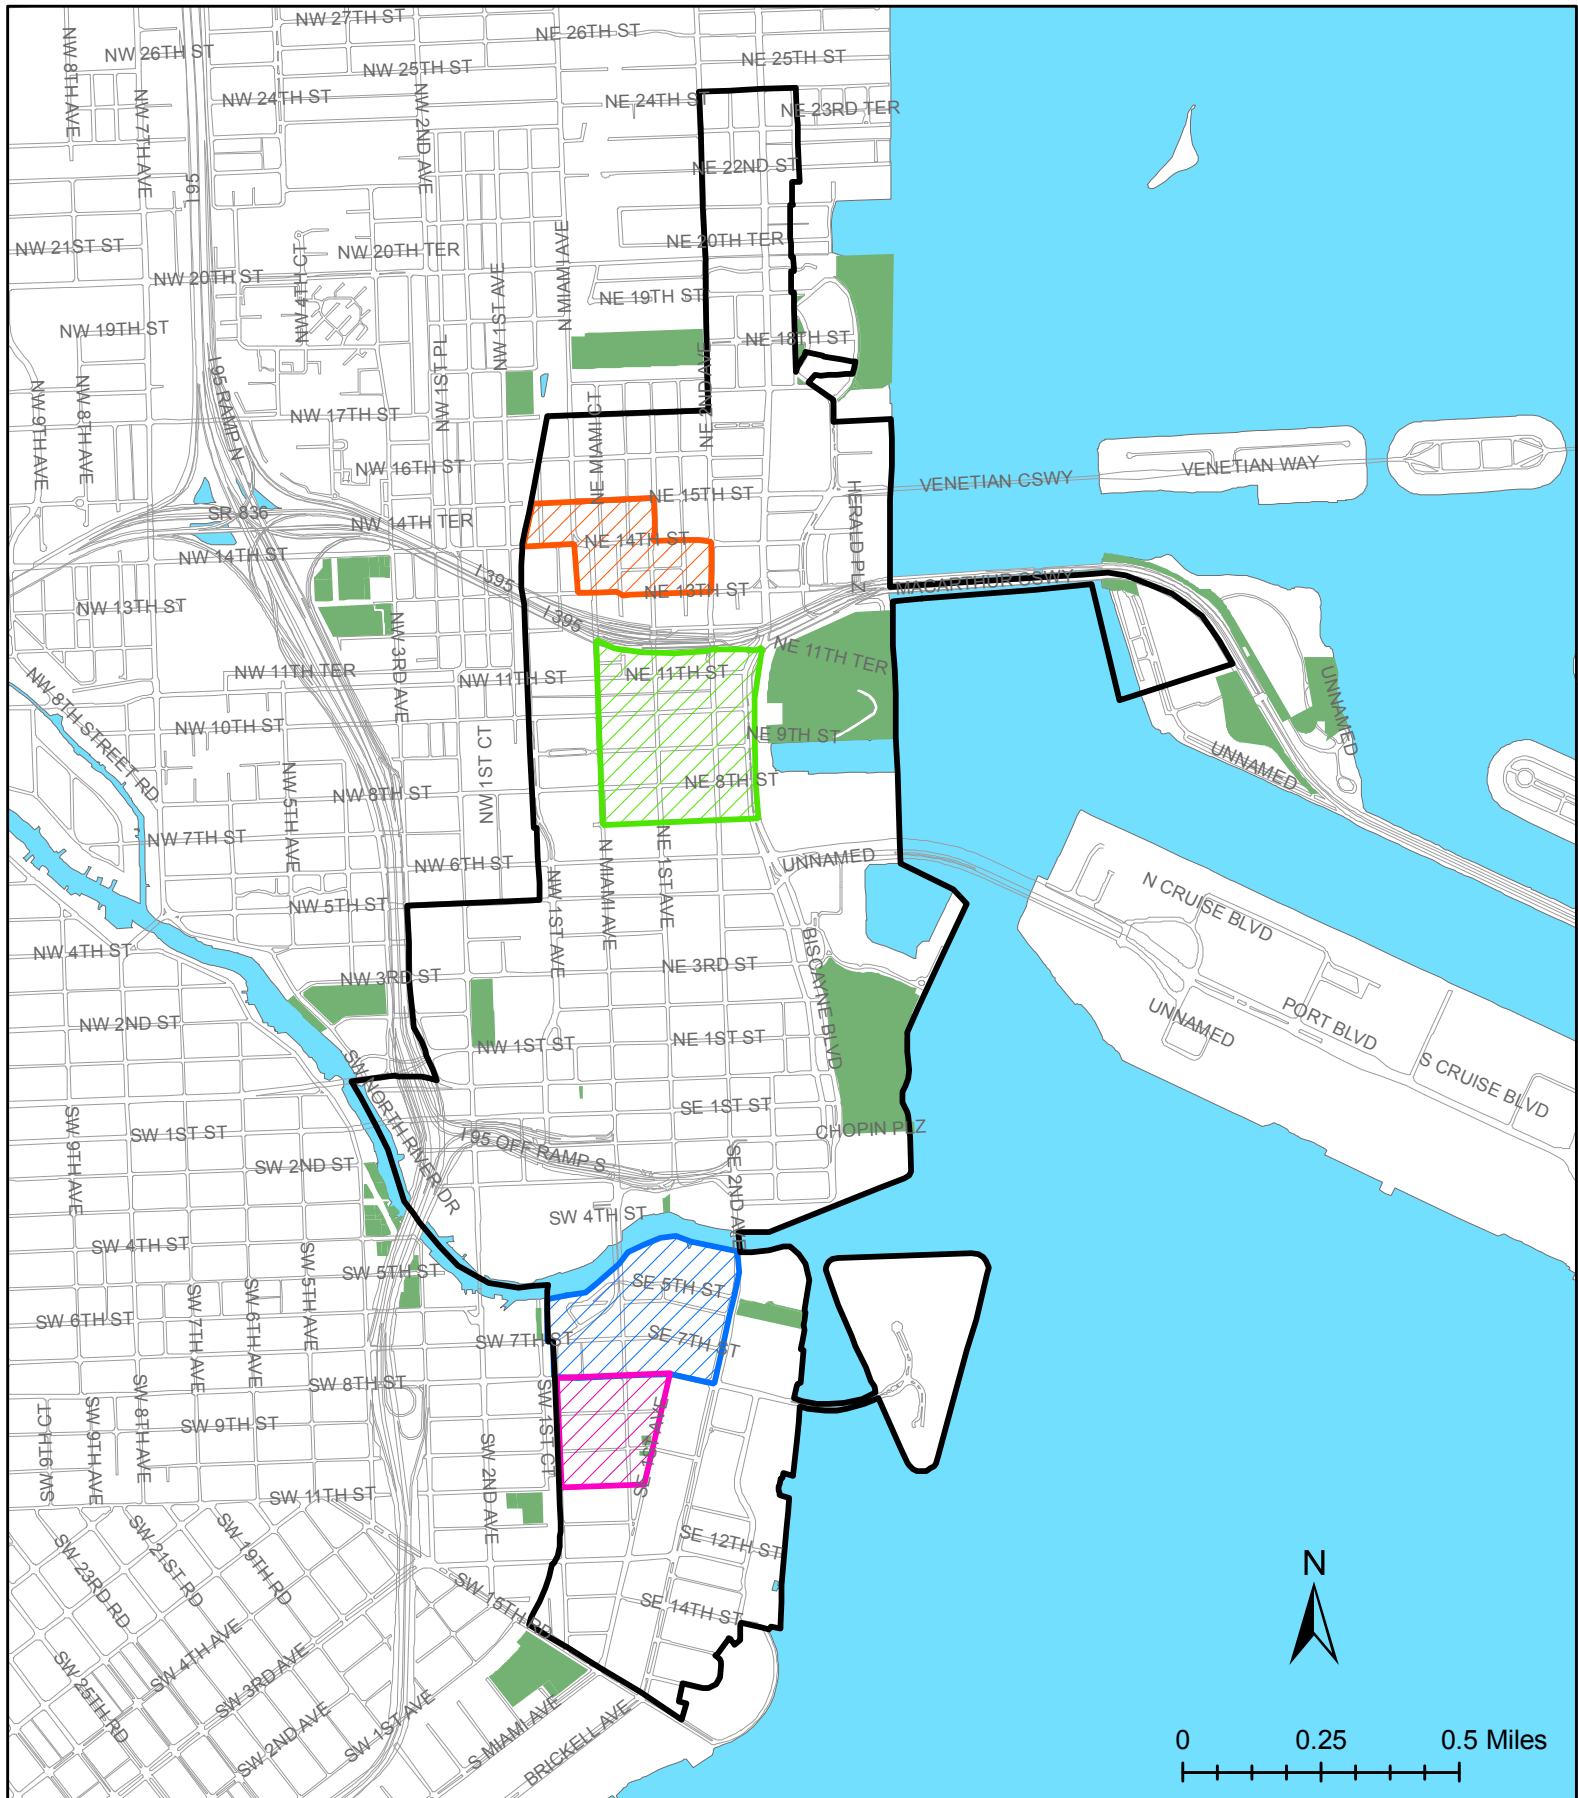 NW 27TH ST
NE 26TH ST
NW 26TH ST
NW 8TH AVE
NE 25TH ST
NW 25TH ST
NW 24TH ST
NE 24TH ST
NE 23RD TER
NW 7TH AVE
NW 2ND AVE
NE 22ND ST
I 95
NW 21ST ST
NW 20TH TER
NE 20TH TER
NW 20TH ST
NW 4TH CT
N MIAMI AVE
NW 1ST AVE
NE 19TH ST
NW 19TH ST
NE 18TH ST
I 95 RAMP N
NW 1ST PL
NE 2ND AVE
NW 9TH AVE
NW 8TH AVE
NW 17TH ST
NE MIAMI CT
NW 16TH ST
VENETIAN WAY
VENETIAN CSWY
NE 15TH ST
HERALD PLZ
SR 836
NW 14TH TER
NE 14TH ST
NW 14TH ST
I 395
MACARTHUR CSWY
NE 13TH ST
NW 13TH ST
I 395
NW 3RD AVE
NE 11TH TER
NW 11TH TER
NW 11TH ST
NE 11TH ST
UNNAMED
NW 8TH STREET RD
NW 10TH ST
NE 9TH ST
UNNAMED
NW 1ST CT
NE 8TH ST
NW 8TH ST
NW 5TH AVE
NW 7TH ST
NW 6TH ST
UNNAMED
N MIAMI AVE
NE 1ST AVE
NW 1ST AVE
N CRUISE BLVD
NW 5TH ST
NW 4TH ST
NW 3RD ST
NE 3RD ST
BISCAYNE BLVD
NW 2ND ST
UNNAMED
PORT BLVD
NE 1ST ST
NW 1ST ST
S CRUISE BLVD
SW NORTH RIVER DR
SE 1ST ST
SW 9TH AVE
SW 1ST ST
CHOPIN PLZ
I 95 OFF RAMP S
SW 2ND ST
SE 2ND AVE
SW 4TH ST
SW 4TH ST
SW 5TH ST
SE 5TH ST
SW 5TH AVE
SW 6TH AVE
SW 7TH AVE
SW 6TH ST
SW 7TH ST
SE 7TH ST
SW 8TH ST
SW 8TH AVE
SW 9TH AVE
SW 9TH CT
SW 9TH ST
SW 1ST CT
SE 1ST AVE
SW 2ND AVE
SW 11TH ST
SE 12TH ST
SW 23RD RD
SW 21ST RD
SW 19TH RD
N
SW 15TH RD
SE 14TH ST
SW 4TH AVE
SW 3RD AVE
SW 25TH RD
SW 2ND AVE
SW 1ST AVE
S MIAMI AVE
BRICKELL AVE
0 0.25 0.5 Miles